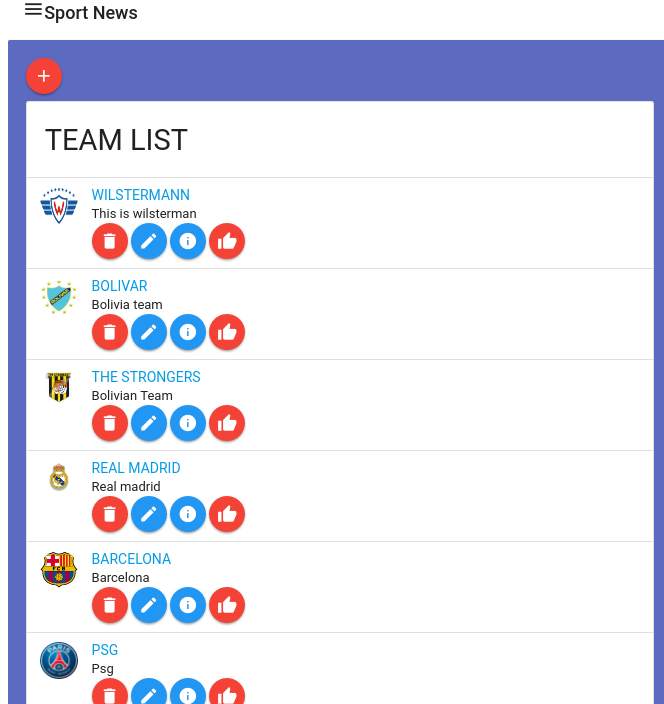 Sport News
TEAM LIST
WILSTERMANN
This is wilsterman
BOLIVAR
Bolivia team
THE STRONGERS
Bolivian Team
REAL MADRID
Real madrid
BARCELONA
Barcelona
PSG
Psg